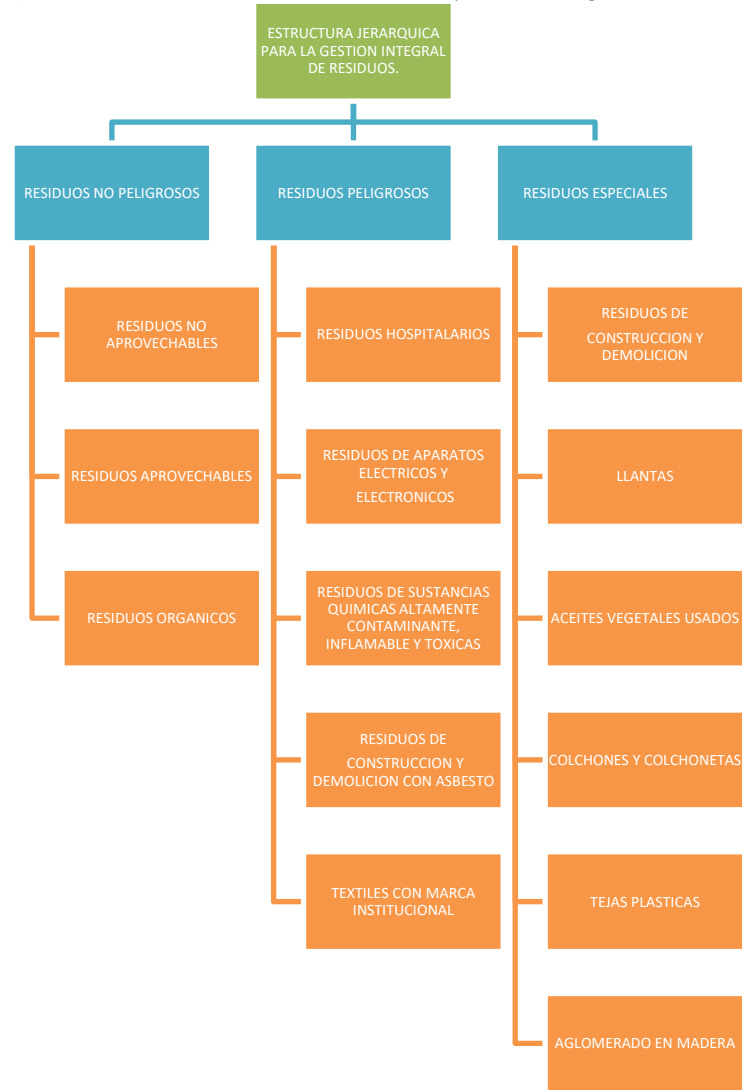 ESTRUCTURA JERARQUICA
PARA LA GESTION INTEGRAL
DE RESIDUOS.
RESIDUOS NO PELIGROSOS
RESIDUOS NO
APROVECHABLES
RESIDUOS APROVECHABLES
RESIDUOS ORGANICOS
RESIDUOS PELIGROSOS
RESIDUOS HOSPITALARIOS
RESIDUOS DE APARATOS
ELECTRICOS Y
ELECTRONICOS
RESIDUOS DE SUSTANCIAS
QUIMICAS ALTAMENTE
CONTAMINANTE,
INFLAMABLE Y TOXICAS
RESIDUOS DE
CONSTRUCCION Y
DEMOLICION CON ASBESTO
TEXTILES CON MARCA
INSTITUCIONAL
RESIDUOS ESPECIALES
RESIDUOS DE
CONSTRUCCION Y
DEMOLICION
LLANTAS
ACEITES VEGETALES USADOS
COLCHONES Y COLCHONETAS
TEJAS PLASTICAS
AGLOMERADO EN MADERA